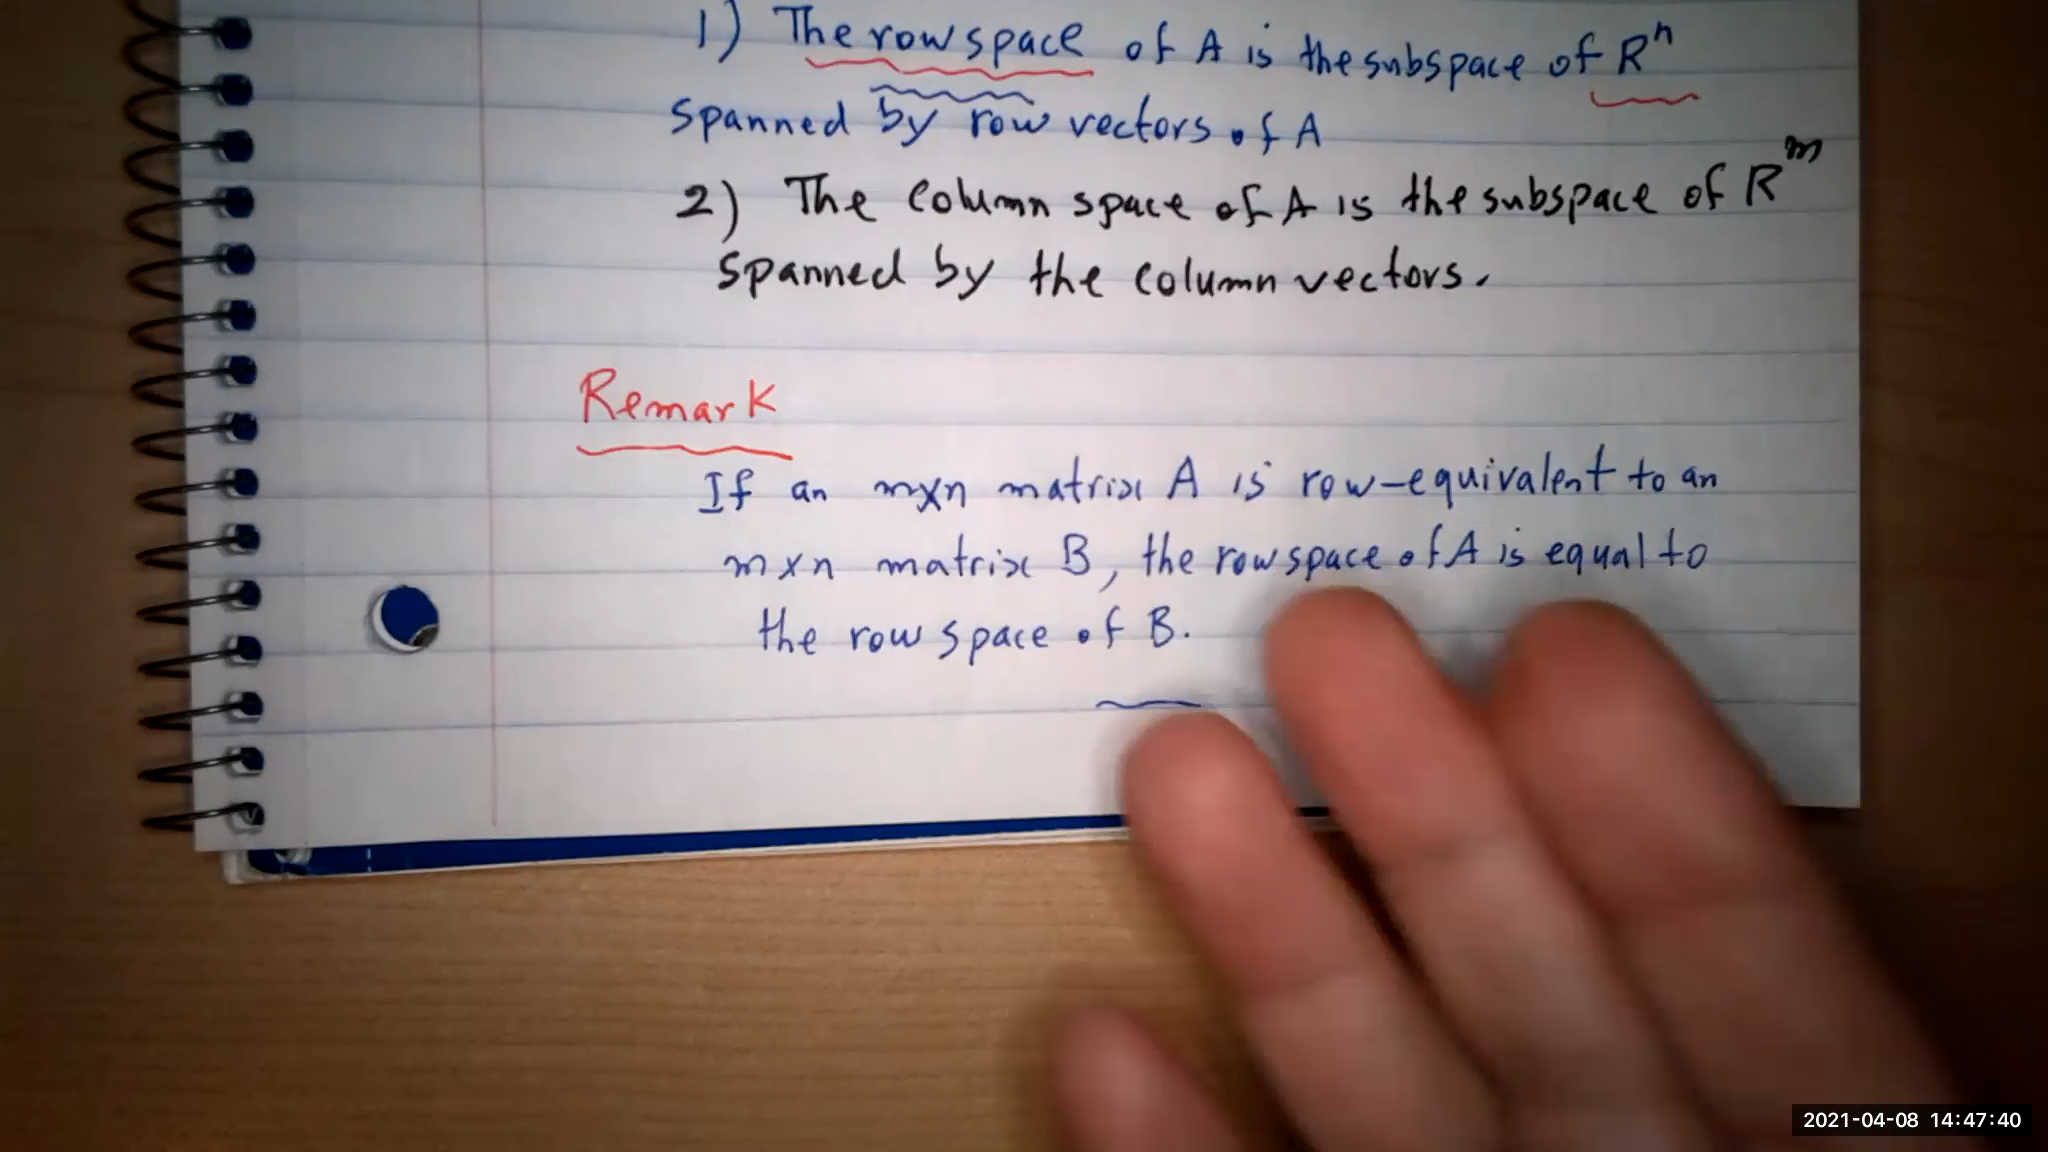 1) The row space of A is the subspace of Rⁿ
spanned by row vectors of A
2) The column space of A is the subspace of Rᵐ
spanned by the column vectors.
Remark
If an m×n matrix A is row-equivalent to an
m×n matrix B, the row space of A is equal to
the row space of B.
2021-04-08 14:47:40